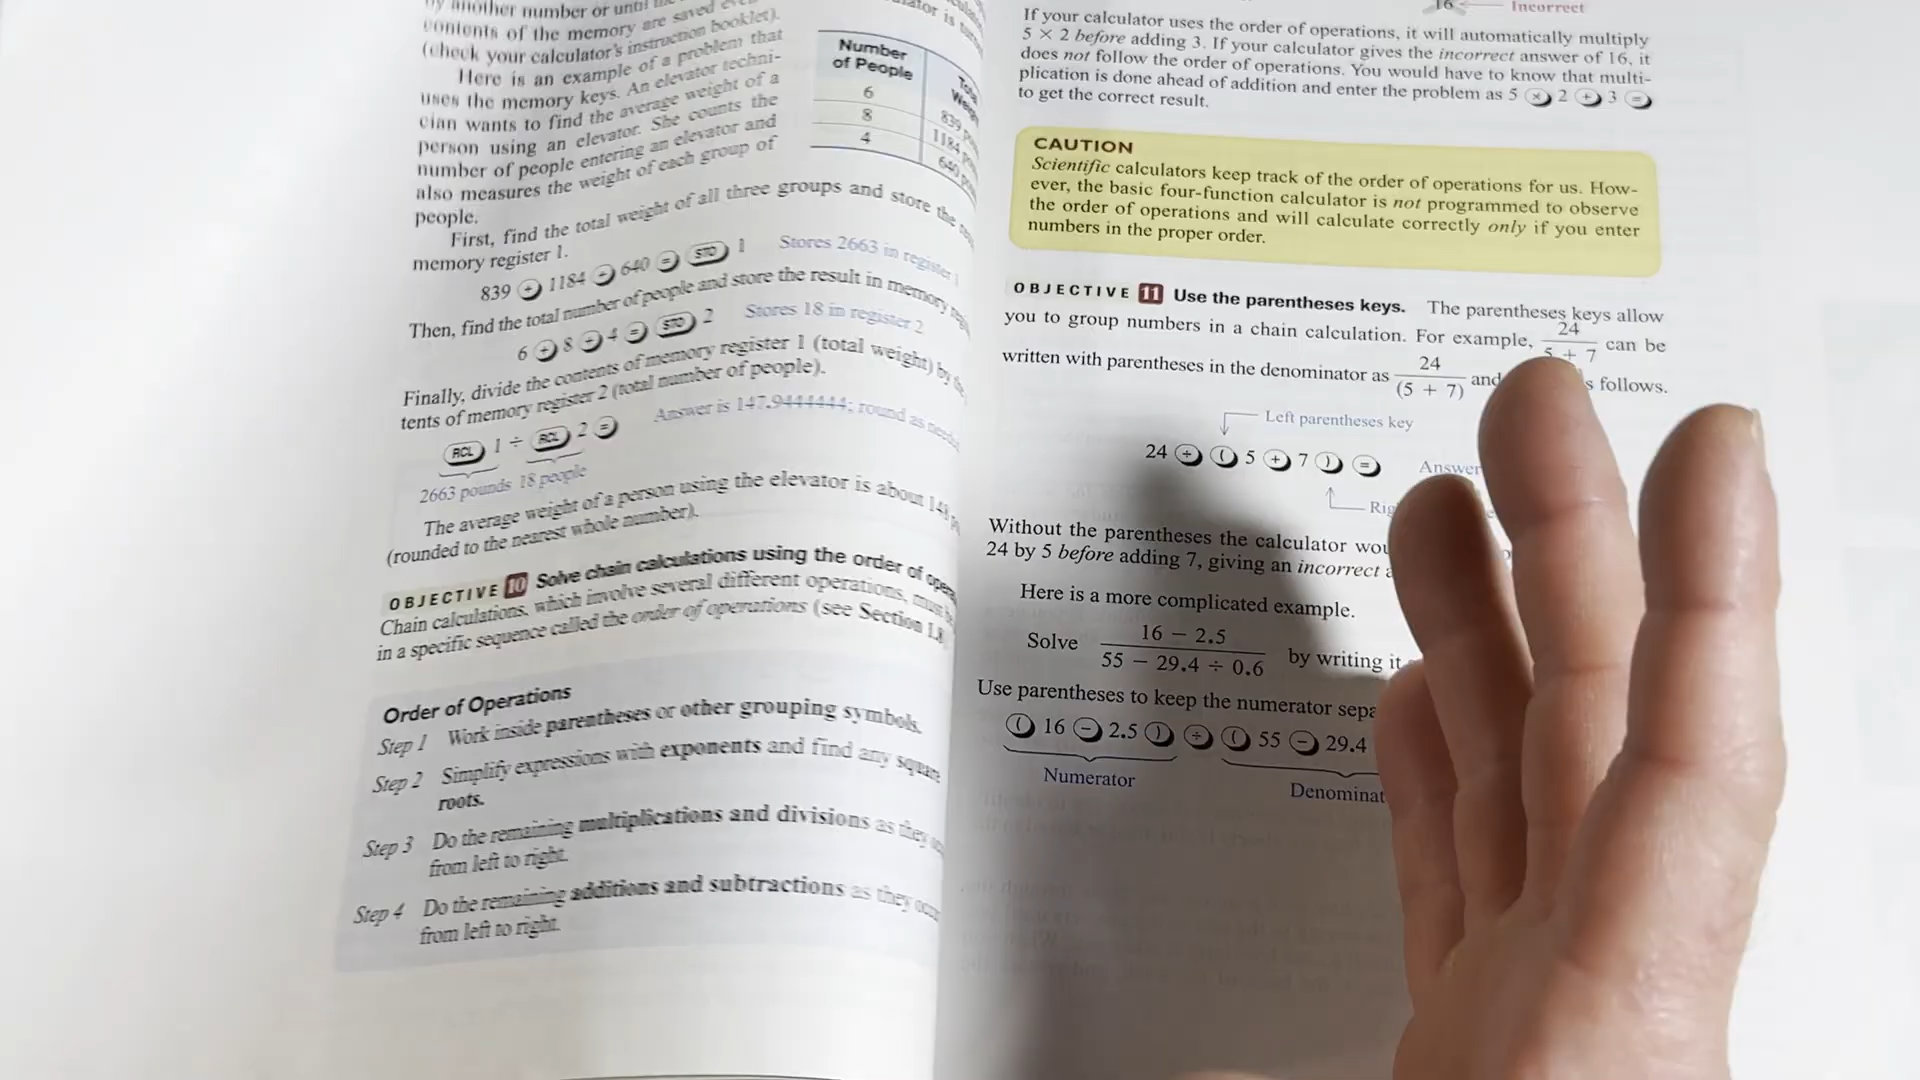 by another number or until
contents of the memory are saved
(check your calculator's instruction booklet).
Here is an example of a problem that
uses the memory keys. An elevator techni-
cian wants to find the average weight of a
person using an elevator. She counts the
number of people entering an elevator and
also measures the weight of each group of
people.
Number
of People
Total
6 839
8 1184
4 640
First, find the total weight of all three groups and store the
memory register 1.
839 + 1184 + 640 = STO 1 Stores 2663 in register 1
Then, find the total number of people and store the result in memory
6 + 8 + 4 = STO 2 Stores 18 in register 2
Finally, divide the contents of memory register 1 (total weight) by the
tents of memory register 2 (total number of people).
RCL 1 ÷ RCL 2 = Answer is 147.9444444; round as
2663 pounds 18 people
The average weight of a person using the elevator is about 148
(rounded to the nearest whole number).
OBJECTIVE 10 Solve chain calculations using the order of
Chain calculations, which involve several different operations, must
in a specific sequence called the order of operations (see Section 1.8
Order of Operations
Step 1 Work inside parentheses or other grouping symbols.
Step 2 Simplify expressions with exponents and find any square
roots.
Step 3 Do the remaining multiplications and divisions as they
from left to right.
Step 4 Do the remaining additions and subtractions as they
from left to right.
16 Incorrect
If your calculator uses the order of operations, it will automatically multiply
5 × 2 before adding 3. If your calculator gives the incorrect answer of 16, it
does not follow the order of operations. You would have to know that multi-
plication is done ahead of addition and enter the problem as 5 × 2 + 3 =
to get the correct result.
CAUTION
Scientific calculators keep track of the order of operations for us. How-
ever, the basic four-function calculator is not programmed to observe
the order of operations and will calculate correctly only if you enter
numbers in the proper order.
OBJECTIVE 11 Use the parentheses keys. The parentheses keys allow
you to group numbers in a chain calculation. For example, 24 / 5 + 7 can be
written with parentheses in the denominator as 24 / (5 + 7) and follows.
Left parentheses key
24 ÷ ( 5 + 7 ) = Answer
Without the parentheses the calculator
24 by 5 before adding 7, giving an incorrect
Here is a more complicated example.
Solve 16 − 2.5 / 55 − 29.4 ÷ 0.6 by writing it
Use parentheses to keep the numerator
( 16 − 2.5 ) ÷ ( 55 − 29.4
Numerator